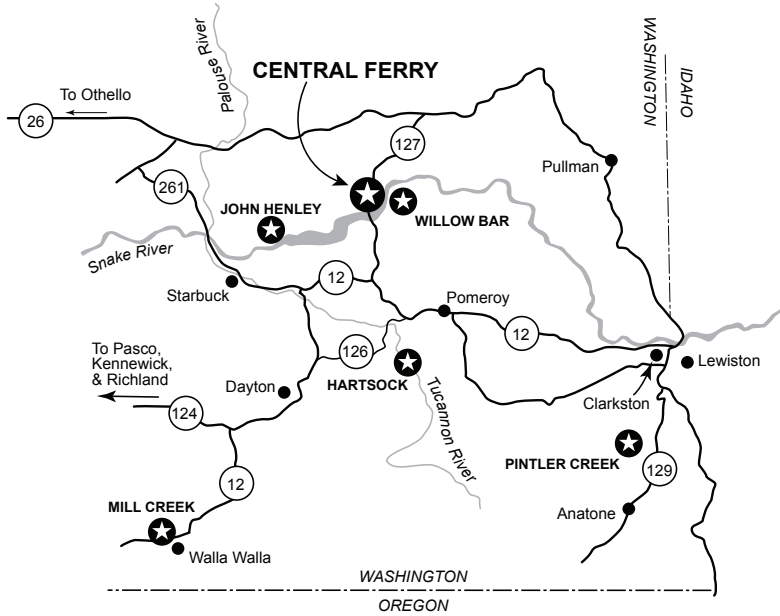 WASHINGTON
IDAHO
Palouse River
CENTRAL FERRY
To Othello
26
127
Pullman
261
JOHN HENLEY
WILLOW BAR
Snake River
Starbuck
12
Pomeroy
12
To Pasco,
Kennewick,
& Richland
126
HARTSOCK
Lewiston
Dayton
Tucannon River
Clarkston
124
PINTLER CREEK
129
12
MILL CREEK
Anatone
Walla Walla
WASHINGTON
OREGON